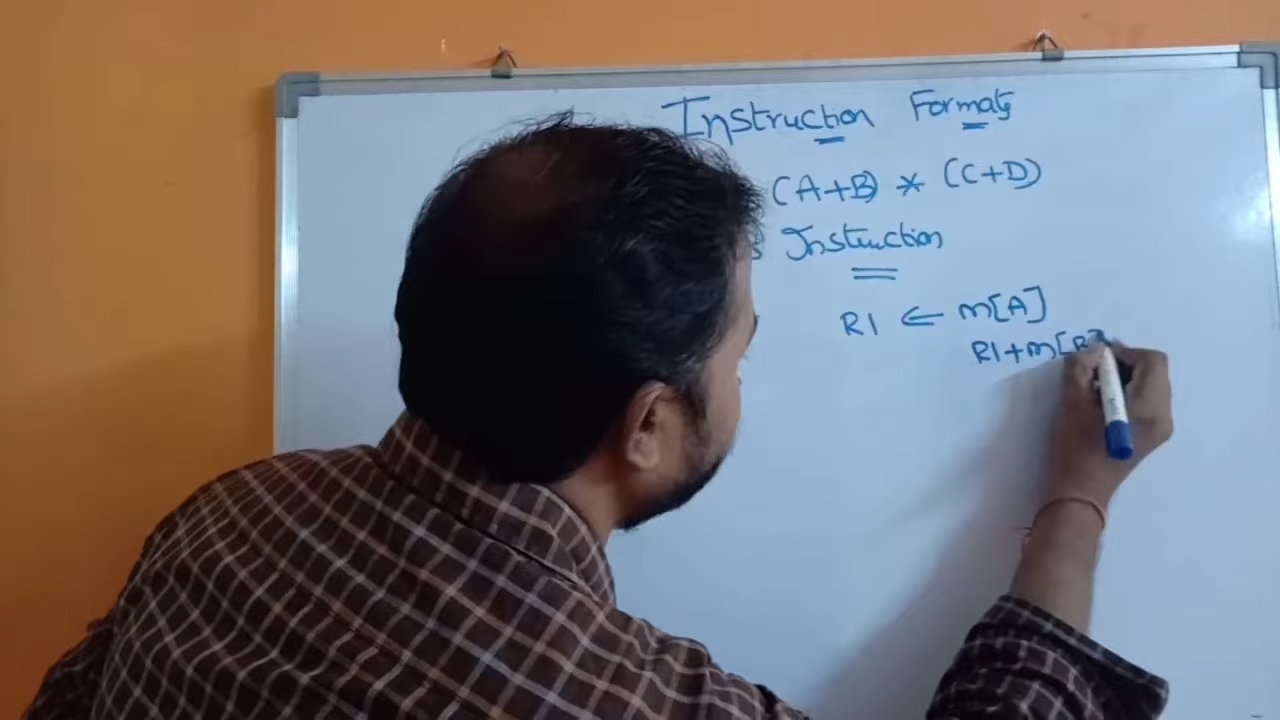 Instruction Formats
(A+B) * (C+D)
s Instruction
R1 ← m[A]
R1+m[B]